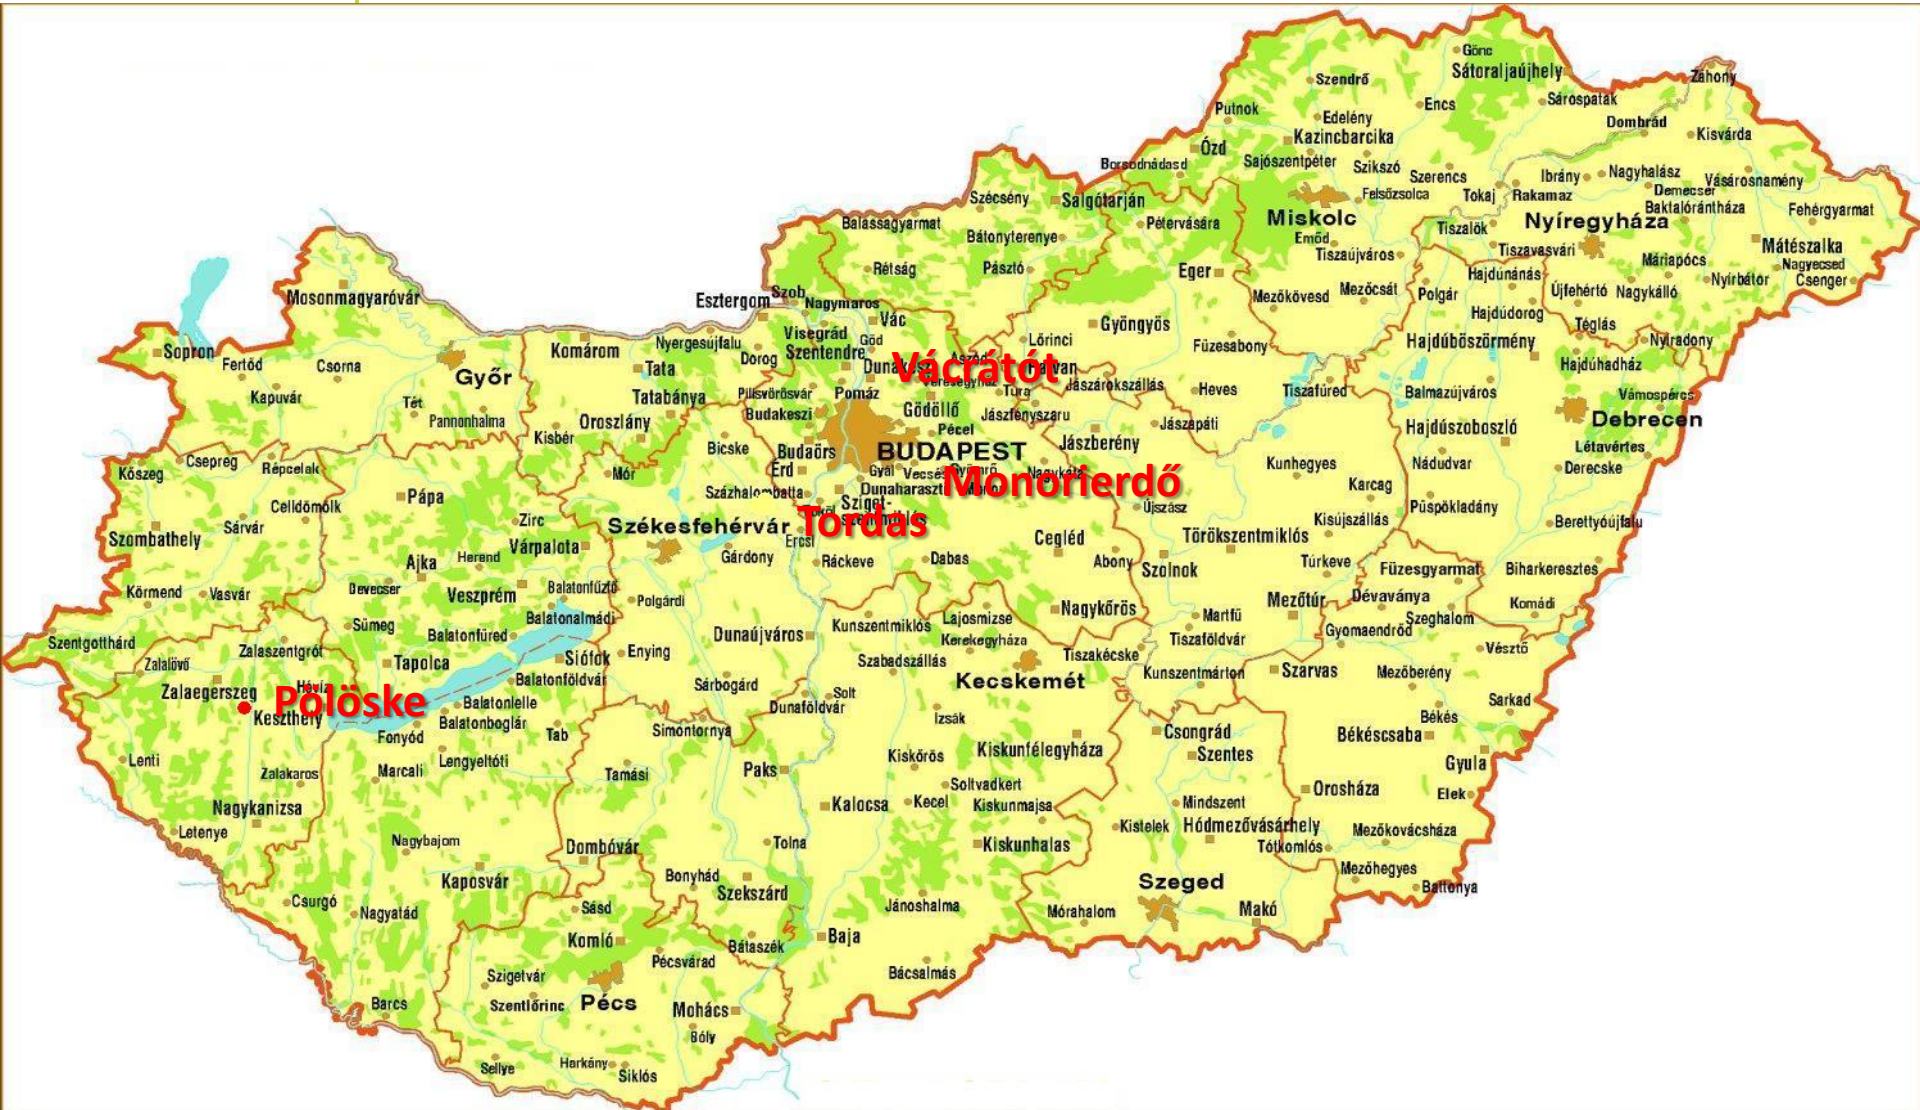 Gönc
Sátoraljaújhely
Szendrő
Záhony
Putnok
Encs
Sárospatak
Edelény
Dombrád
Kazincbarcika
Kisvárda
Ózd
Borsodnádasd
Sajószentpéter
Szikszó
Szerencs
Ibrány
Nagyhalász
Vásárosnamény
Felsőzsolca
Tokaj
Rakamaz
Demecser
Szécsény
Salgótarján
Baktalórántháza
Fehérgyarmat
Balassagyarmat
Pétervására
Miskolc
Nyíregyháza
Bátonyterenye
Emőd
Tiszalök
Mátészalka
Tiszaújváros
Tiszavasvári
Rétság
Pásztó
Eger
Hajdúnánás
Máriapócs
Nagyecsed
Nyírbátor
Csenger
Mosonmagyaróvár
Esztergom
Szob
Nagymaros
Mezőkövesd
Mezőcsát
Polgár
Újfehértó
Nagykálló
Vác
Gyöngyös
Hajdúdorog
Téglás
Visegrád
Göd
Lőrinci
Sopron
Fertőd
Csorna
Komárom
Nyergesújfalu
Dorog
Szentendre
Füzesabony
Hajdúböszörmény
Nyíradony
Győr
Tata
Vácrátót
Hajdúhadház
Kapuvár
Tét
Tatabánya
Pilisvörösvár
Pomáz
Tura
Jászárokszállás
Heves
Tiszafüred
Balmazújváros
Vámospércs
Pannonhalma
Oroszlány
Budakeszi
Gödöllő
Jászfényszaru
Jászapáti
Debrecen
Kisbér
Pécel
Hajdúszoboszló
Bicske
Budaörs
BUDAPEST
Jászberény
Létavértes
Kőszeg
Csepreg
Répcelak
Mór
Érd
Gyál
Nagykáta
Kunhegyes
Nádudvar
Derecske
Pápa
Százhalombatta
Monorierdő
Karcag
Celldömölk
Sziget-
Újszász
Püspökladány
Sárvár
Zirc
Székesfehérvár
Tordas
Kisújszállás
Berettyóújfalu
Szombathely
Várpalota
Ercsi
Cegléd
Törökszentmiklós
Ajka
Herend
Gárdony
Ráckeve
Dabas
Abony
Szolnok
Túrkeve
Füzesgyarmat
Biharkeresztes
Körmend
Vasvár
Devecser
Veszprém
Balatonfűzfő
Polgárdi
Nagykőrös
Martfű
Mezőtúr
Dévaványa
Komádi
Sümeg
Balatonalmádi
Kunszentmiklós
Lajosmizse
Szeghalom
Szentgotthárd
Balatonfüred
Dunaújváros
Kerekegyháza
Tiszaföldvár
Gyomaendrőd
Vésztő
Zalaszentgrót
Tapolca
Siófok
Enying
Szabadszállás
Tiszakécske
Zalalövő
Kunszentmárton
Szarvas
Mezőberény
Zalaegerszeg
Hévíz
Balatonföldvár
Sárbogárd
Kecskemét
Pölöske
Balatonlelle
Solt
Dunaföldvár
Sarkad
Keszthely
Balatonboglár
Izsák
Békés
Fonyód
Tab
Simontornya
Csongrád
Békéscsaba
Lenti
Lengyeltóti
Kiskőrös
Kiskunfélegyháza
Szentes
Gyula
Zalakaros
Marcali
Tamási
Paks
Soltvadkert
Orosháza
Elek
Nagykanizsa
Kalocsa
Kecel
Kiskunmajsa
Mindszent
Letenye
Kistelek
Hódmezővásárhely
Mezőkovácsháza
Nagybajom
Dombóvár
Tolna
Kiskunhalas
Tótkomlós
Kaposvár
Bonyhád
Szekszárd
Szeged
Mezőhegyes
Battonya
Csurgó
Nagyatád
Sásd
Jánoshalma
Mórahalom
Makó
Komló
Bátaszék
Baja
Szigetvár
Pécsvárad
Bácsalmás
Barcs
Szentlőrinc
Pécs
Mohács
Bóly
Sellye
Harkány
Siklós